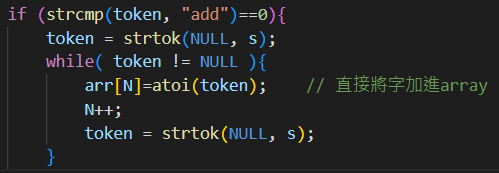 if (strcmp(token, "add")==0){
token = strtok(NULL, s);
while( token != NULL ){
arr[N]=atoi(token);    // 直接將字加進array
N++;
token = strtok(NULL, s);
}